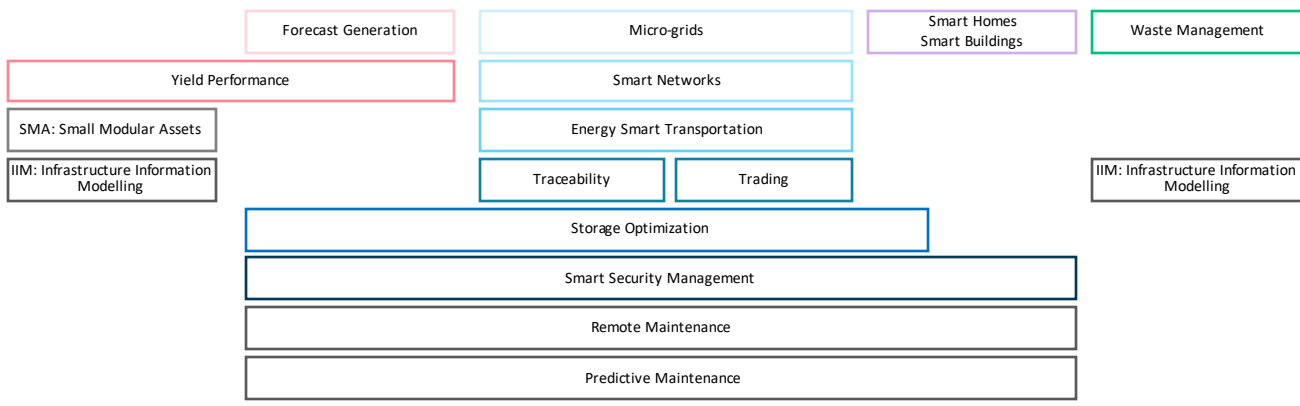 Forecast Generation
Micro-grids
Smart Homes
Smart Buildings
Waste Management
Yield Performance
Smart Networks
SMA: Small Modular Assets
Energy Smart Transportation
IIM: Infrastructure Information
Modelling
Traceability
Trading
IIM: Infrastructure Information
Modelling
Storage Optimization
Smart Security Management
Remote Maintenance
Predictive Maintenance